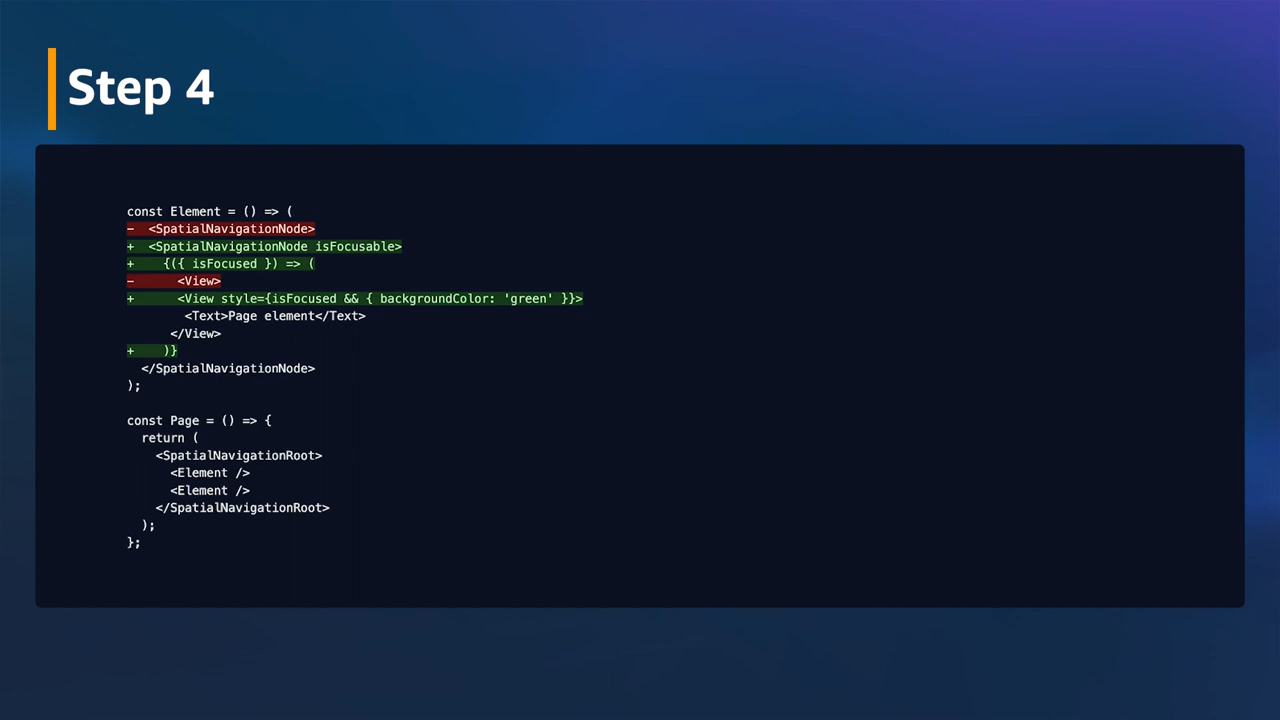 Step 4
const Element = () => (
-  <SpatialNavigationNode>
+  <SpatialNavigationNode isFocusable>
+    {({ isFocused }) => (
-      <View>
+      <View style={isFocused && { backgroundColor: 'green' }}>
        <Text>Page element</Text>
      </View>
+    )}
  </SpatialNavigationNode>
);
const Page = () => {
  return (
    <SpatialNavigationRoot>
      <Element />
      <Element />
    </SpatialNavigationRoot>
  );
};